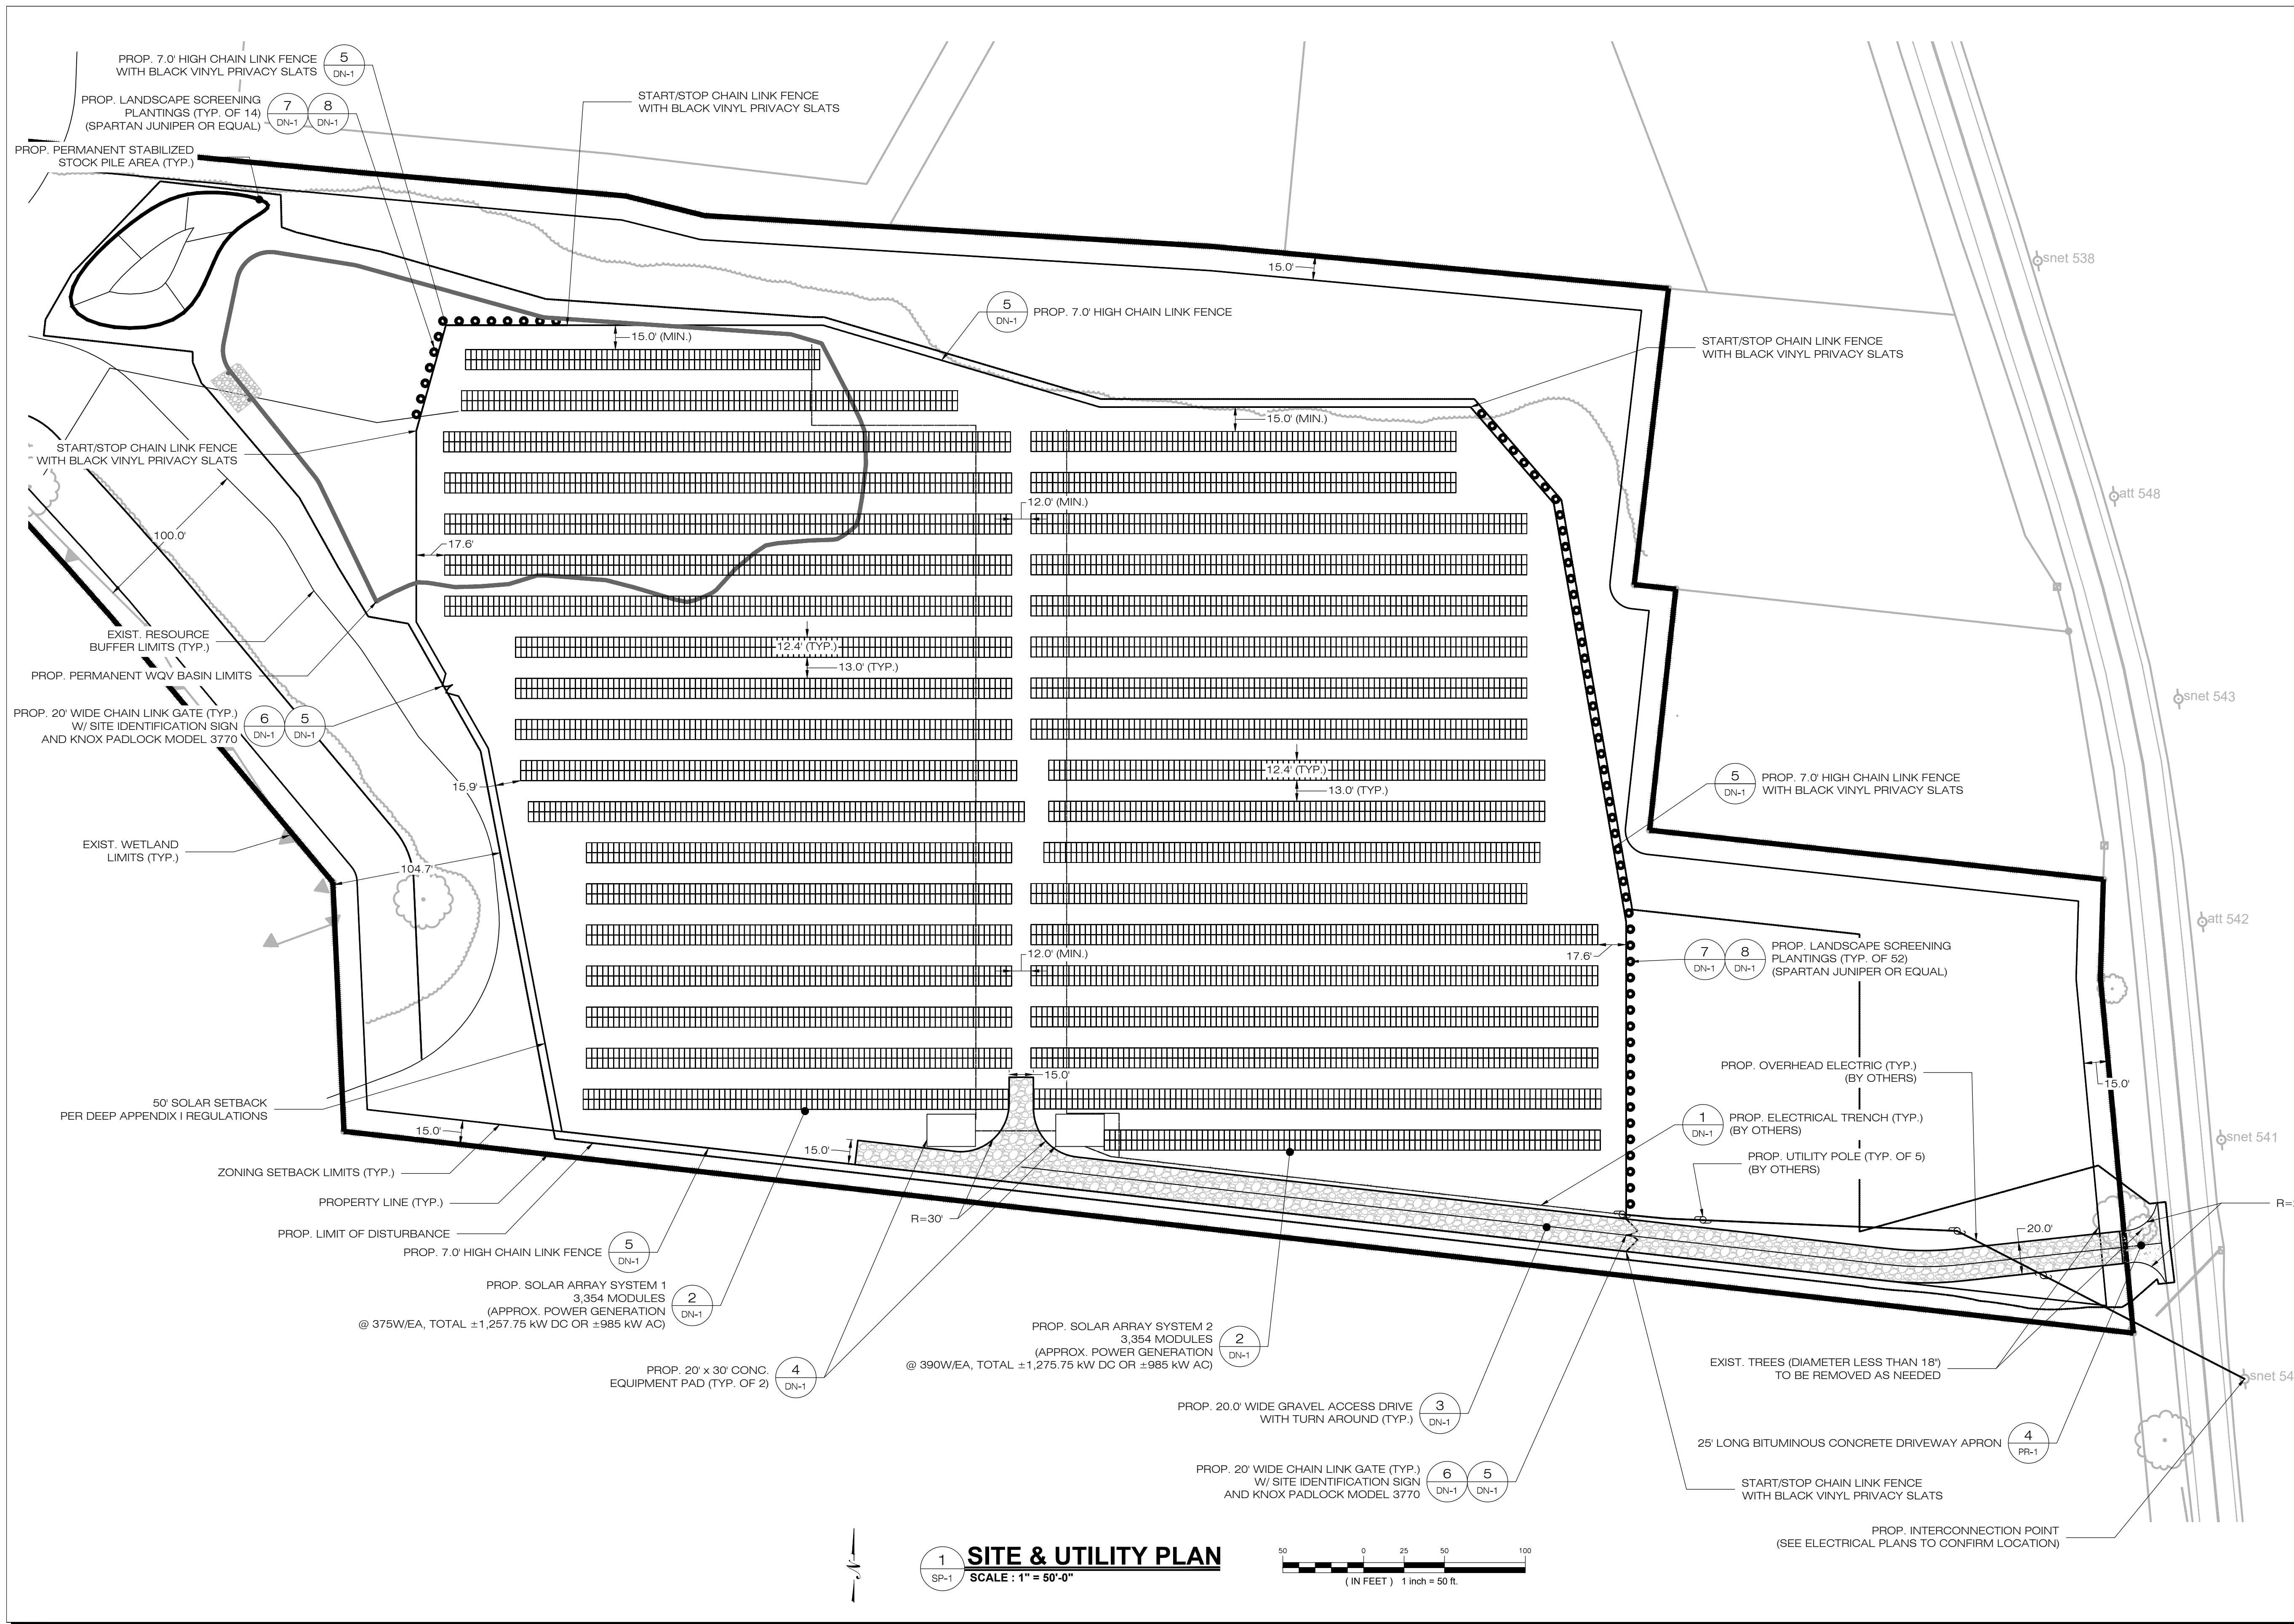 PROP. 7.0' HIGH CHAIN LINK FENCE
WITH BLACK VINYL PRIVACY SLATS
5
DN-1
PROP. LANDSCAPE SCREENING
PLANTINGS (TYP. OF 14)
(SPARTAN JUNIPER OR EQUAL)
7
DN-1
8
DN-1
PROP. PERMANENT STABILIZED
STOCK PILE AREA (TYP.)
START/STOP CHAIN LINK FENCE
WITH BLACK VINYL PRIVACY SLATS
15.0'
snet 538
5
DN-1
PROP. 7.0' HIGH CHAIN LINK FENCE
15.0' (MIN.)
START/STOP CHAIN LINK FENCE
WITH BLACK VINYL PRIVACY SLATS
15.0' (MIN.)
START/STOP CHAIN LINK FENCE
WITH BLACK VINYL PRIVACY SLATS
att 548
12.0' (MIN.)
100.0'
17.6'
EXIST. RESOURCE
BUFFER LIMITS (TYP.)
12.4' (TYP.)
13.0' (TYP.)
PROP. PERMANENT WQV BASIN LIMITS
snet 543
PROP. 20' WIDE CHAIN LINK GATE (TYP.)
W/ SITE IDENTIFICATION SIGN
AND KNOX PADLOCK MODEL 3770
6
DN-1
5
DN-1
12.4' (TYP.)
13.0' (TYP.)
15.9'
5
DN-1
PROP. 7.0' HIGH CHAIN LINK FENCE
WITH BLACK VINYL PRIVACY SLATS
EXIST. WETLAND
LIMITS (TYP.)
104.7'
att 542
12.0' (MIN.)
17.6'
7
DN-1
8
DN-1
PROP. LANDSCAPE SCREENING
PLANTINGS (TYP. OF 52)
(SPARTAN JUNIPER OR EQUAL)
15.0'
PROP. OVERHEAD ELECTRIC (TYP.)
(BY OTHERS)
15.0'
50' SOLAR SETBACK
PER DEEP APPENDIX I REGULATIONS
1
DN-1
PROP. ELECTRICAL TRENCH (TYP.)
(BY OTHERS)
15.0'
15.0'
snet 541
PROP. UTILITY POLE (TYP. OF 5)
(BY OTHERS)
ZONING SETBACK LIMITS (TYP.)
PROPERTY LINE (TYP.)
R=30'
20.0'
PROP. LIMIT OF DISTURBANCE
PROP. 7.0' HIGH CHAIN LINK FENCE
5
DN-1
PROP. SOLAR ARRAY SYSTEM 1
3,354 MODULES
(APPROX. POWER GENERATION
@ 375W/EA, TOTAL ±1,257.75 kW DC OR ±985 kW AC)
2
DN-1
PROP. SOLAR ARRAY SYSTEM 2
3,354 MODULES
(APPROX. POWER GENERATION
@ 390W/EA, TOTAL ±1,275.75 kW DC OR ±985 kW AC)
2
DN-1
PROP. 20' x 30' CONC.
EQUIPMENT PAD (TYP. OF 2)
4
DN-1
EXIST. TREES (DIAMETER LESS THAN 18")
TO BE REMOVED AS NEEDED
PROP. 20.0' WIDE GRAVEL ACCESS DRIVE
WITH TURN AROUND (TYP.)
3
DN-1
25' LONG BITUMINOUS CONCRETE DRIVEWAY APRON
4
PR-1
PROP. 20' WIDE CHAIN LINK GATE (TYP.)
W/ SITE IDENTIFICATION SIGN
AND KNOX PADLOCK MODEL 3770
6
DN-1
5
DN-1
START/STOP CHAIN LINK FENCE
WITH BLACK VINYL PRIVACY SLATS
PROP. INTERCONNECTION POINT
(SEE ELECTRICAL PLANS TO CONFIRM LOCATION)
N
1
SP-1
SITE & UTILITY PLAN
SCALE : 1" = 50'-0"
50 0 25 50 100
( IN FEET ) 1 inch = 50 ft.